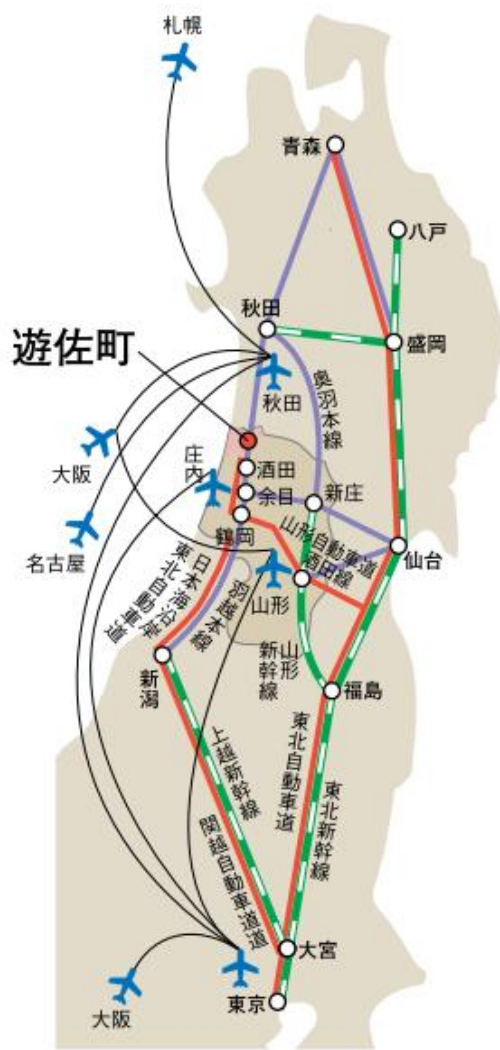 札幌
青森
八戸
秋田
盛岡
遊佐町
秋田
奥羽本線
大阪
庄内
酒田
余目
新庄
名古屋
鶴岡
山形自動車道
酒田線
仙台
山形
日本海沿岸
東北自動車道
羽越本線
山形
新幹線
新潟
福島
上越新幹線
東北自動車道
東北新幹線
関越自動車道道
大宮
大阪
東京